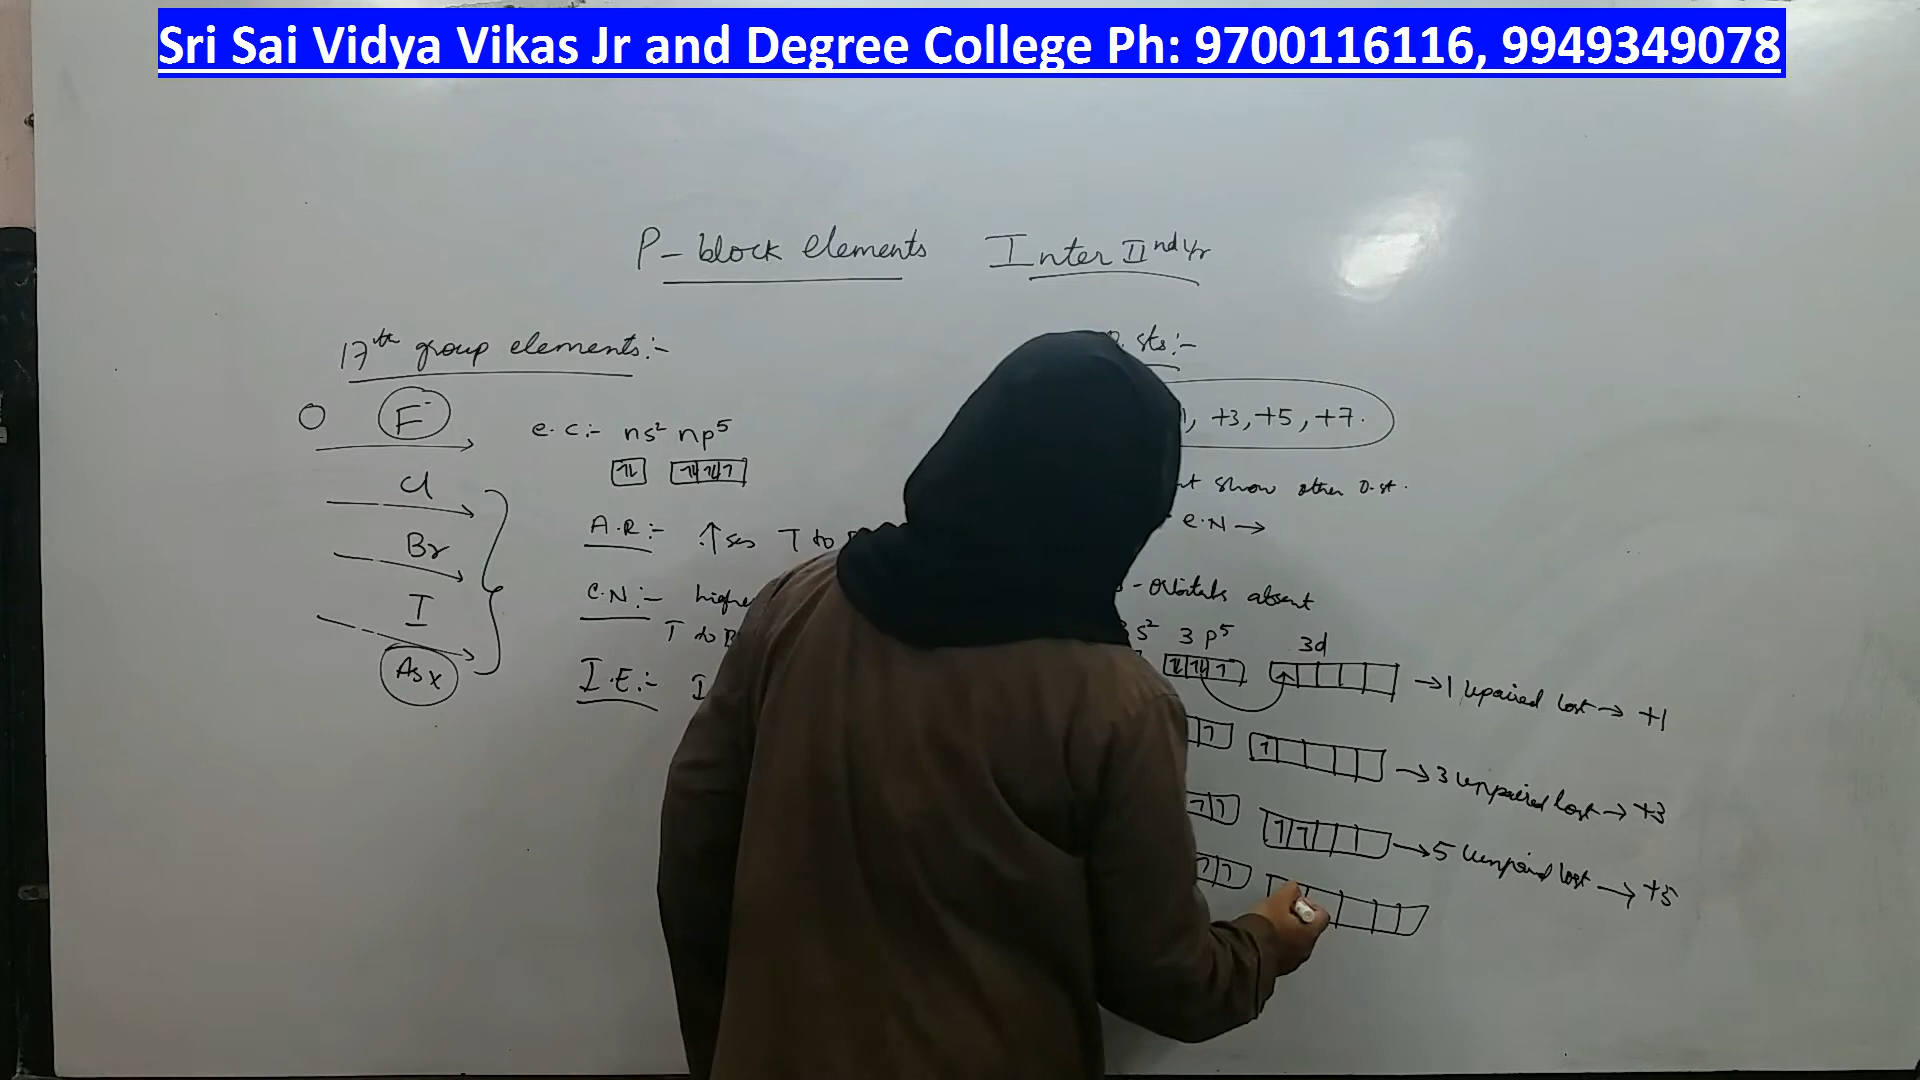 Sri Sai Vidya Vikas Jr and Degree College Ph: 9700116116, 9949349078
P-block elements Inter IInd yr
17th group elements:-
F
Cl
Br
I
e.c:- ns² np⁵
A.R:- ↑ses T to
C.N:- highe
T to B
I.E:- I
sts:-
, +3, +5, +7.
show other O.st.
e.N →
-orbitals absent
s² 3p⁵ 3d
→ 1 upaired lost → +1
→ 3 unpaired lost → +3
→ 5 unpaired lost → +5